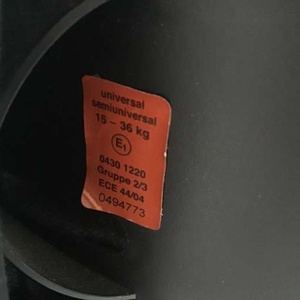 universal
semiuniversal
15 – 36 kg
E1
0430 1220
Gruppe 2/3
ECE 44/04
0494773